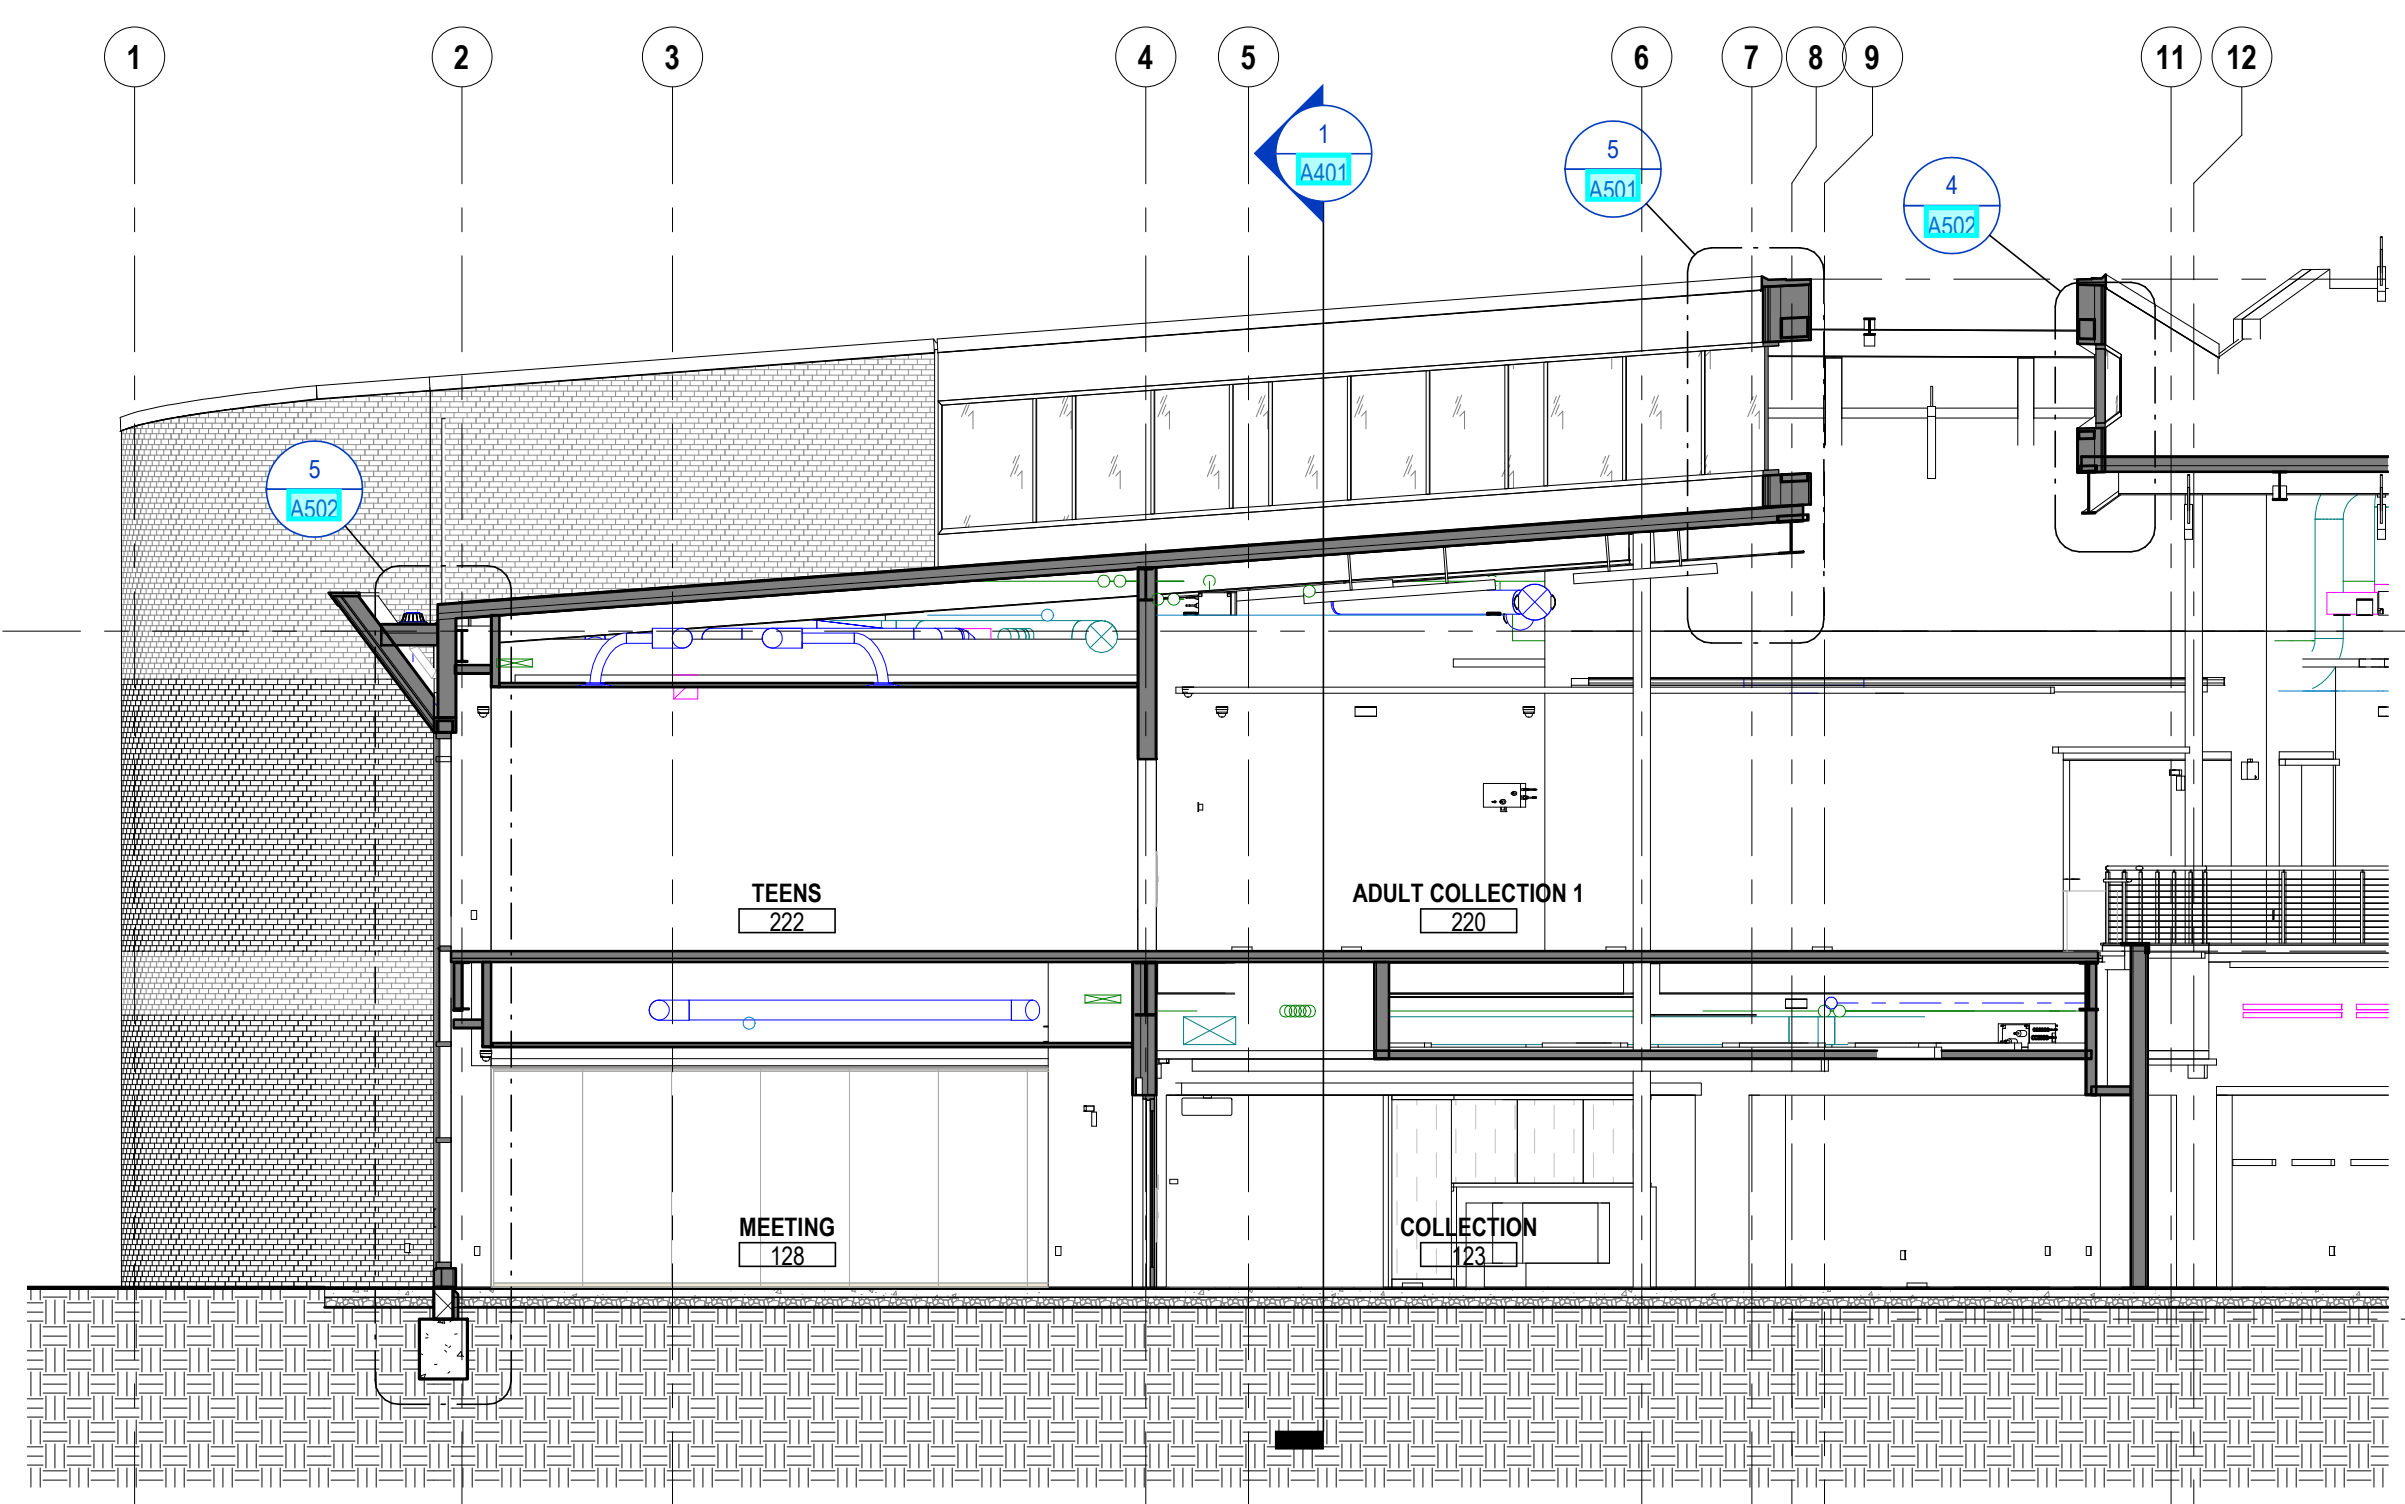 1 2 3 4 5 6 7 8 9 11 12
1
A401
5
A501
4
A502
5
A502
TEENS
222
ADULT COLLECTION 1
220
MEETING
128
COLLECTION
123